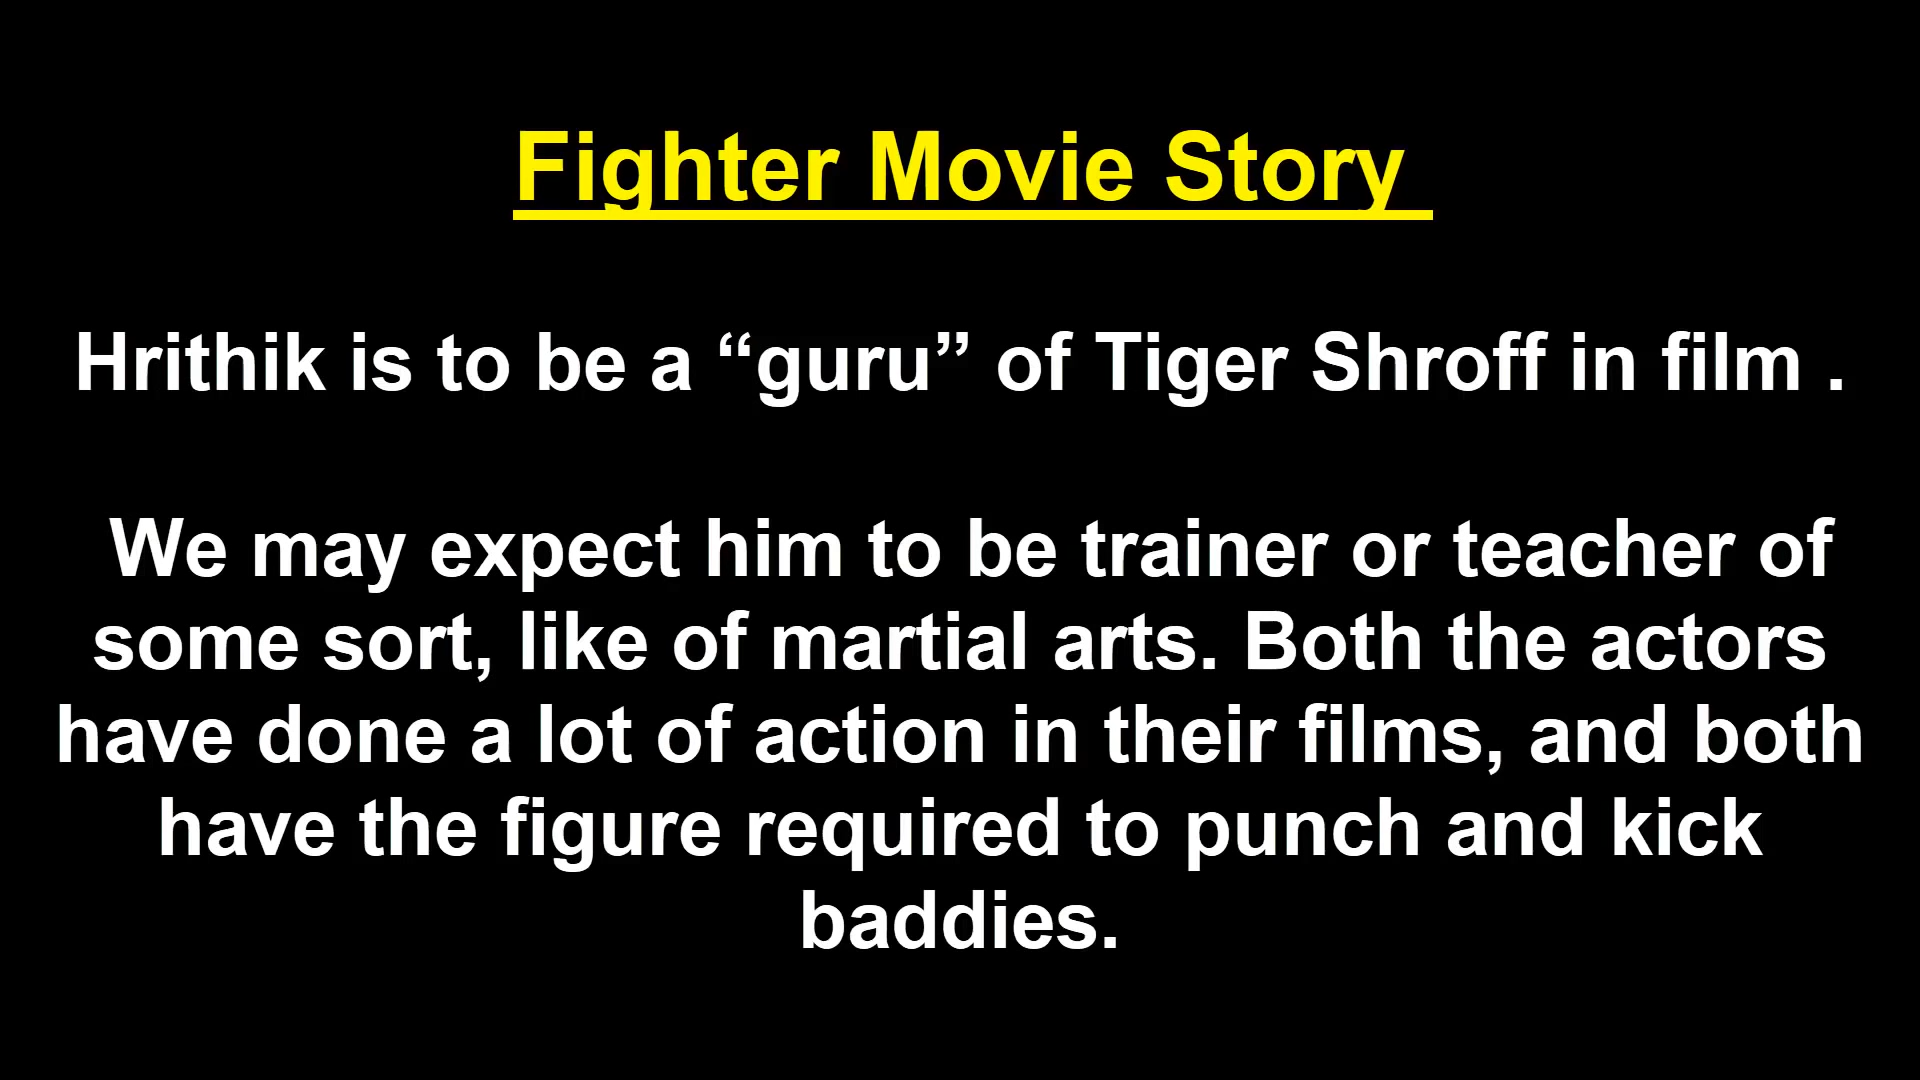 Fighter Movie Story
Hrithik is to be a “guru” of Tiger Shroff in film .
We may expect him to be trainer or teacher of
some sort, like of martial arts. Both the actors
have done a lot of action in their films, and both
have the figure required to punch and kick
baddies.